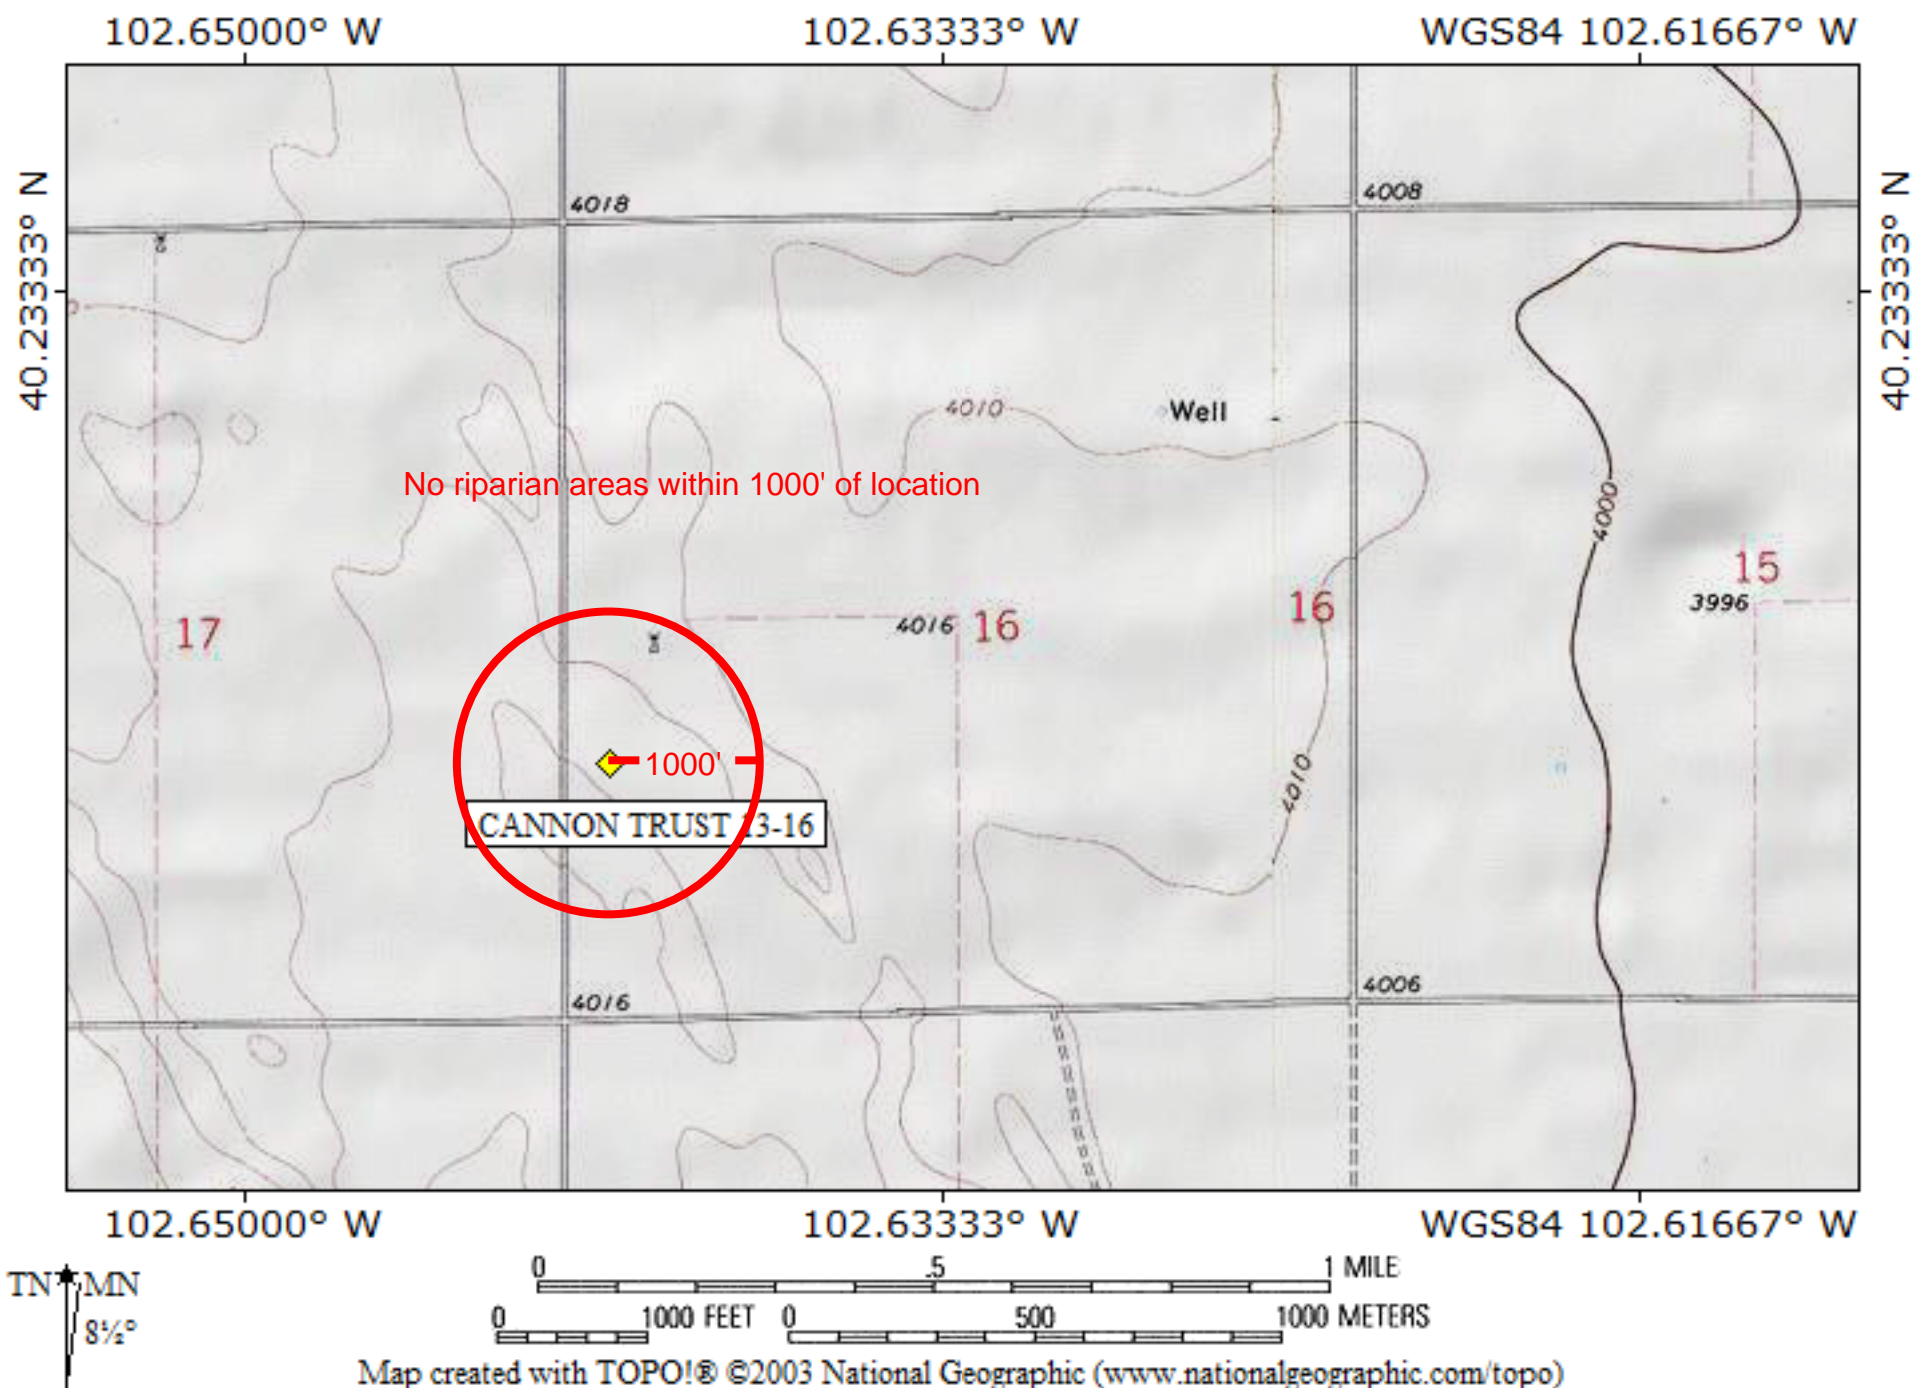 102.65000° W
102.63333° W
WGS84 102.61667° W
40.23333° N
40.23333° N
4018
4008
4010
Well
No riparian areas within 1000' of location
4000
15
3996
16
17
4016
16
1000'
4010
CANNON TRUST 13-16
4016
4006
102.65000° W
102.63333° W
WGS84 102.61667° W
TN MN
8½°
0 .5 1 MILE
0 1000 FEET 0 500 1000 METERS
Map created with TOPO!® ©2003 National Geographic (www.nationalgeographic.com/topo)